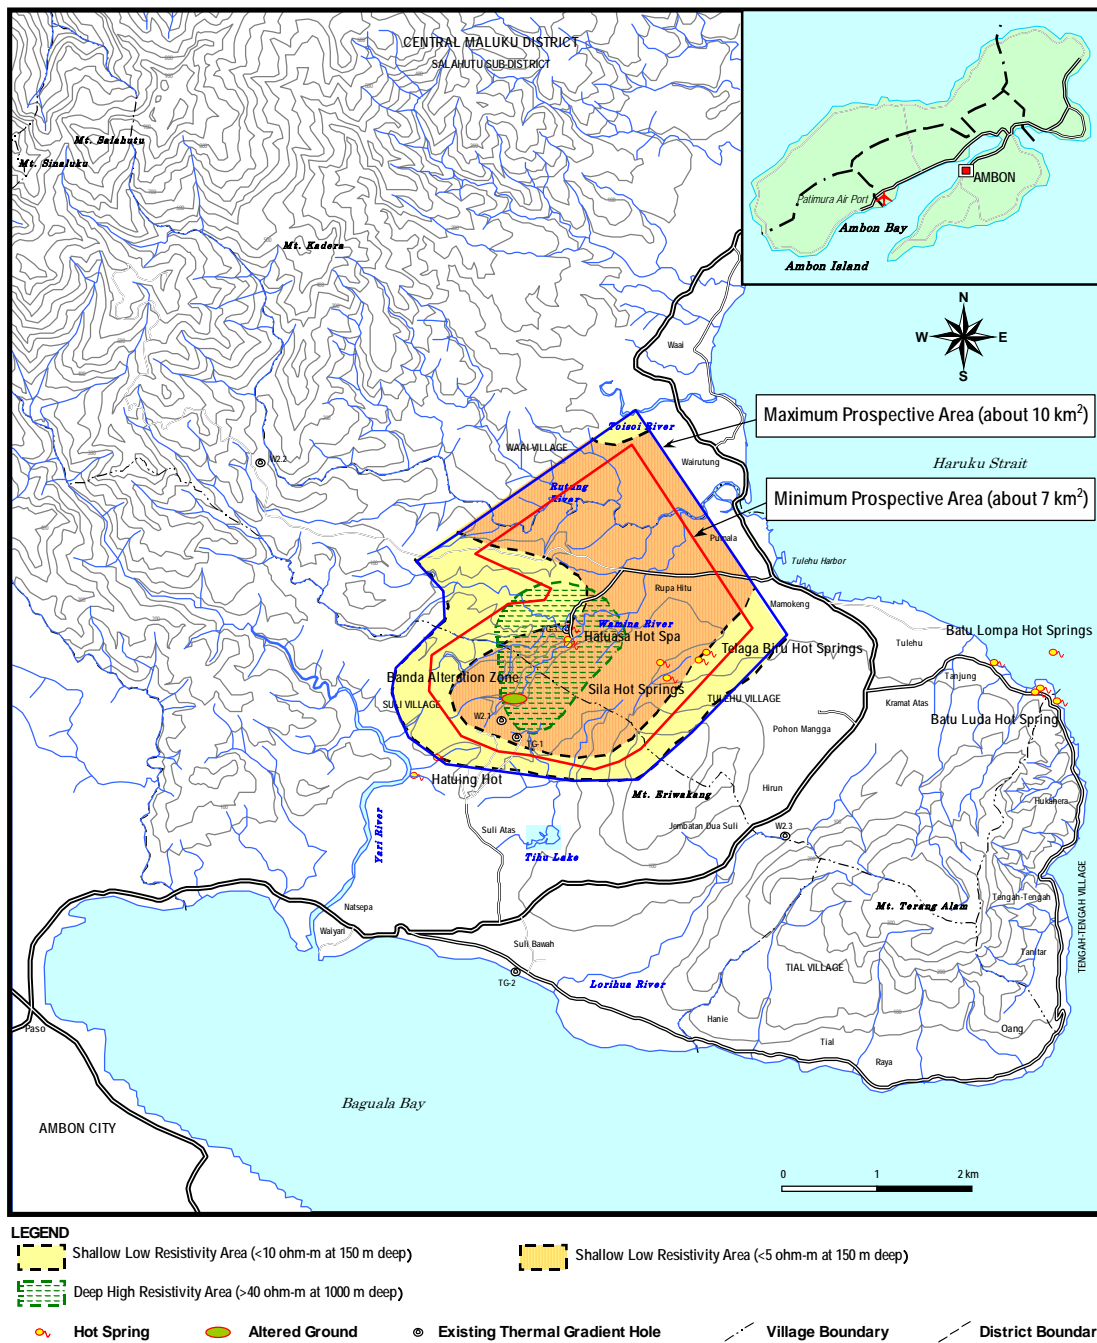 CENTRAL MALUKU DISTRICT
SALAHUTU SUB-DISTRICT
Mt. Salahutu
Mt. Sinaluku
Mt. Kadera
Patimura Air Port
AMBON
Ambon Bay
Ambon Island
N
W E
S
Waai
Maximum Prospective Area (about 10 km²)
Toisoi River
WAAI VILLAGE
Wairutung
Haruku Strait
W2.2
Rutung
River
Minimum Prospective Area (about 7 km²)
Pumala
Tulehu Harbor
Rupa Hitu
Mamokeng
Wamina River
Hatuasa Hot Spa
Tulehu
Batu Lompa Hot Springs
Telaga Biru Hot Springs
Banda Alteration Zone
Tanjung
Sila Hot Springs
SULI VILLAGE
TULEHU VILLAGE
Kramat Atas
Batu Luda Hot Spring
W2.1
TG-1
Pohon Mangga
Hatuing Hot
Mt. Eriwakang
Hirun
Hukahera
Yari River
Suli Atas
Jembatan Dua Suli
W2.3
Tihu Lake
Natsepa
Mt. Terang Alam
Tengah-Tengah
TENGAH-TENGAH VILLAGE
Waiyari
Suli Bawah
Tanitar
TG-2
TIAL VILLAGE
Lorihua River
Paso
Hanie
Oang
Tial
Raya
Baguala Bay
AMBON CITY
0 1 2 km
LEGEND
Shallow Low Resistivity Area (<10 ohm-m at 150 m deep)
Shallow Low Resistivity Area (<5 ohm-m at 150 m deep)
Deep High Resistivity Area (>40 ohm-m at 1000 m deep)
Hot Spring
Altered Ground
Existing Thermal Gradient Hole
Village Boundary
District Boundar